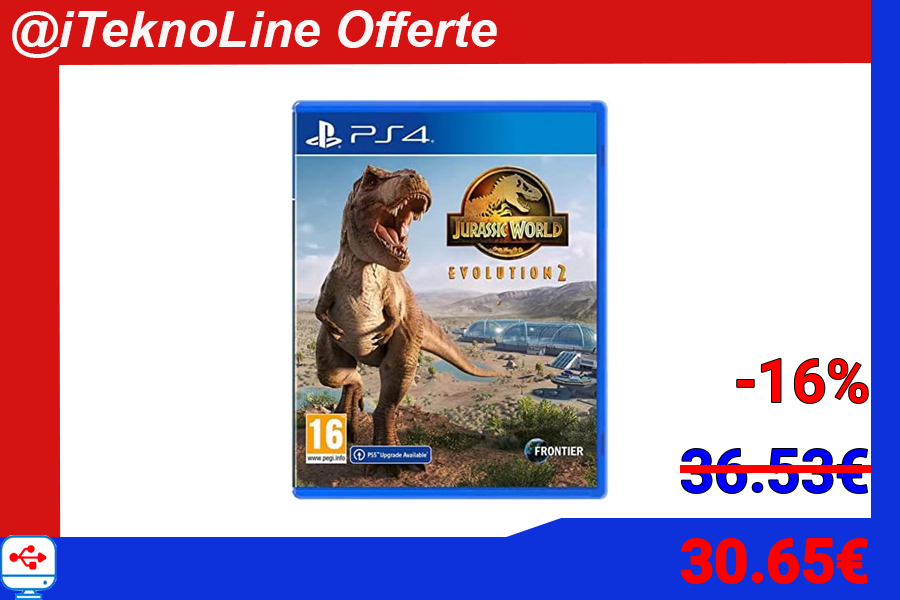 @iTeknoLine Offerte
PS4
JURASSIC WORLD
EVOLUTION 2
-16%
36.53€
16
www.pegi.info
PS5™ Upgrade Available
FRONTIER
30.65€